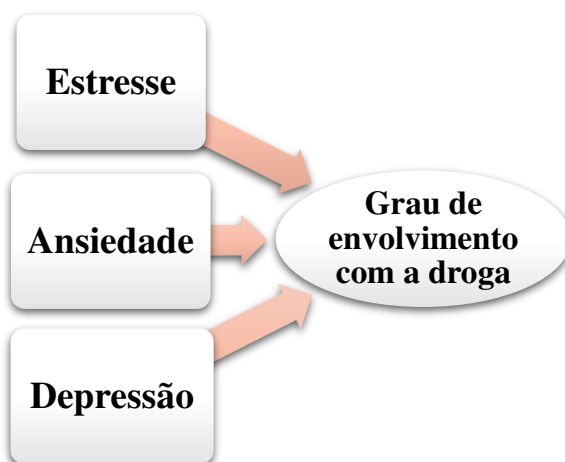 Estresse
Ansiedade
Depressão
Grau de
envolvimento
com a droga